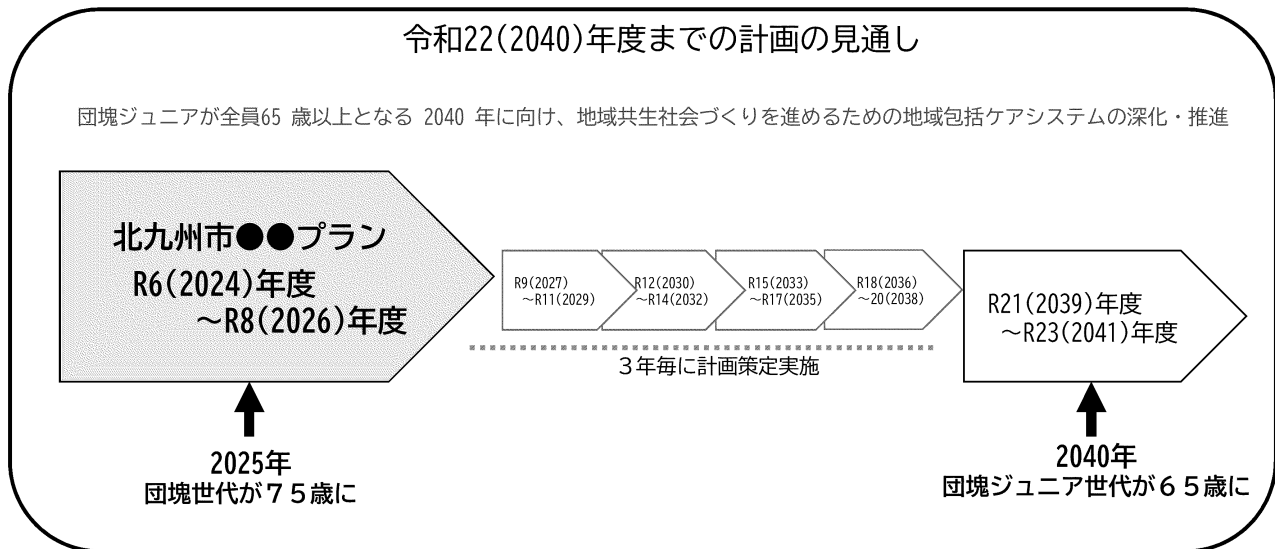 令和22(2040)年度までの計画の見通し
団塊ジュニアが全員65 歳以上となる 2040 年に向け、地域共生社会づくりを進めるための地域包括ケアシステムの深化・推進
北九州市●●プラン
R6(2024)年度
～R8(2026)年度
R9(2027)
～R11(2029)
R12(2030)
～R14(2032)
R15(2033)
～R17(2035)
R18(2036)
～20(2038)
R21(2039)年度
～R23(2041)年度
３年毎に計画策定実施
2025年
団塊世代が７５歳に
2040年
団塊ジュニア世代が６５歳に